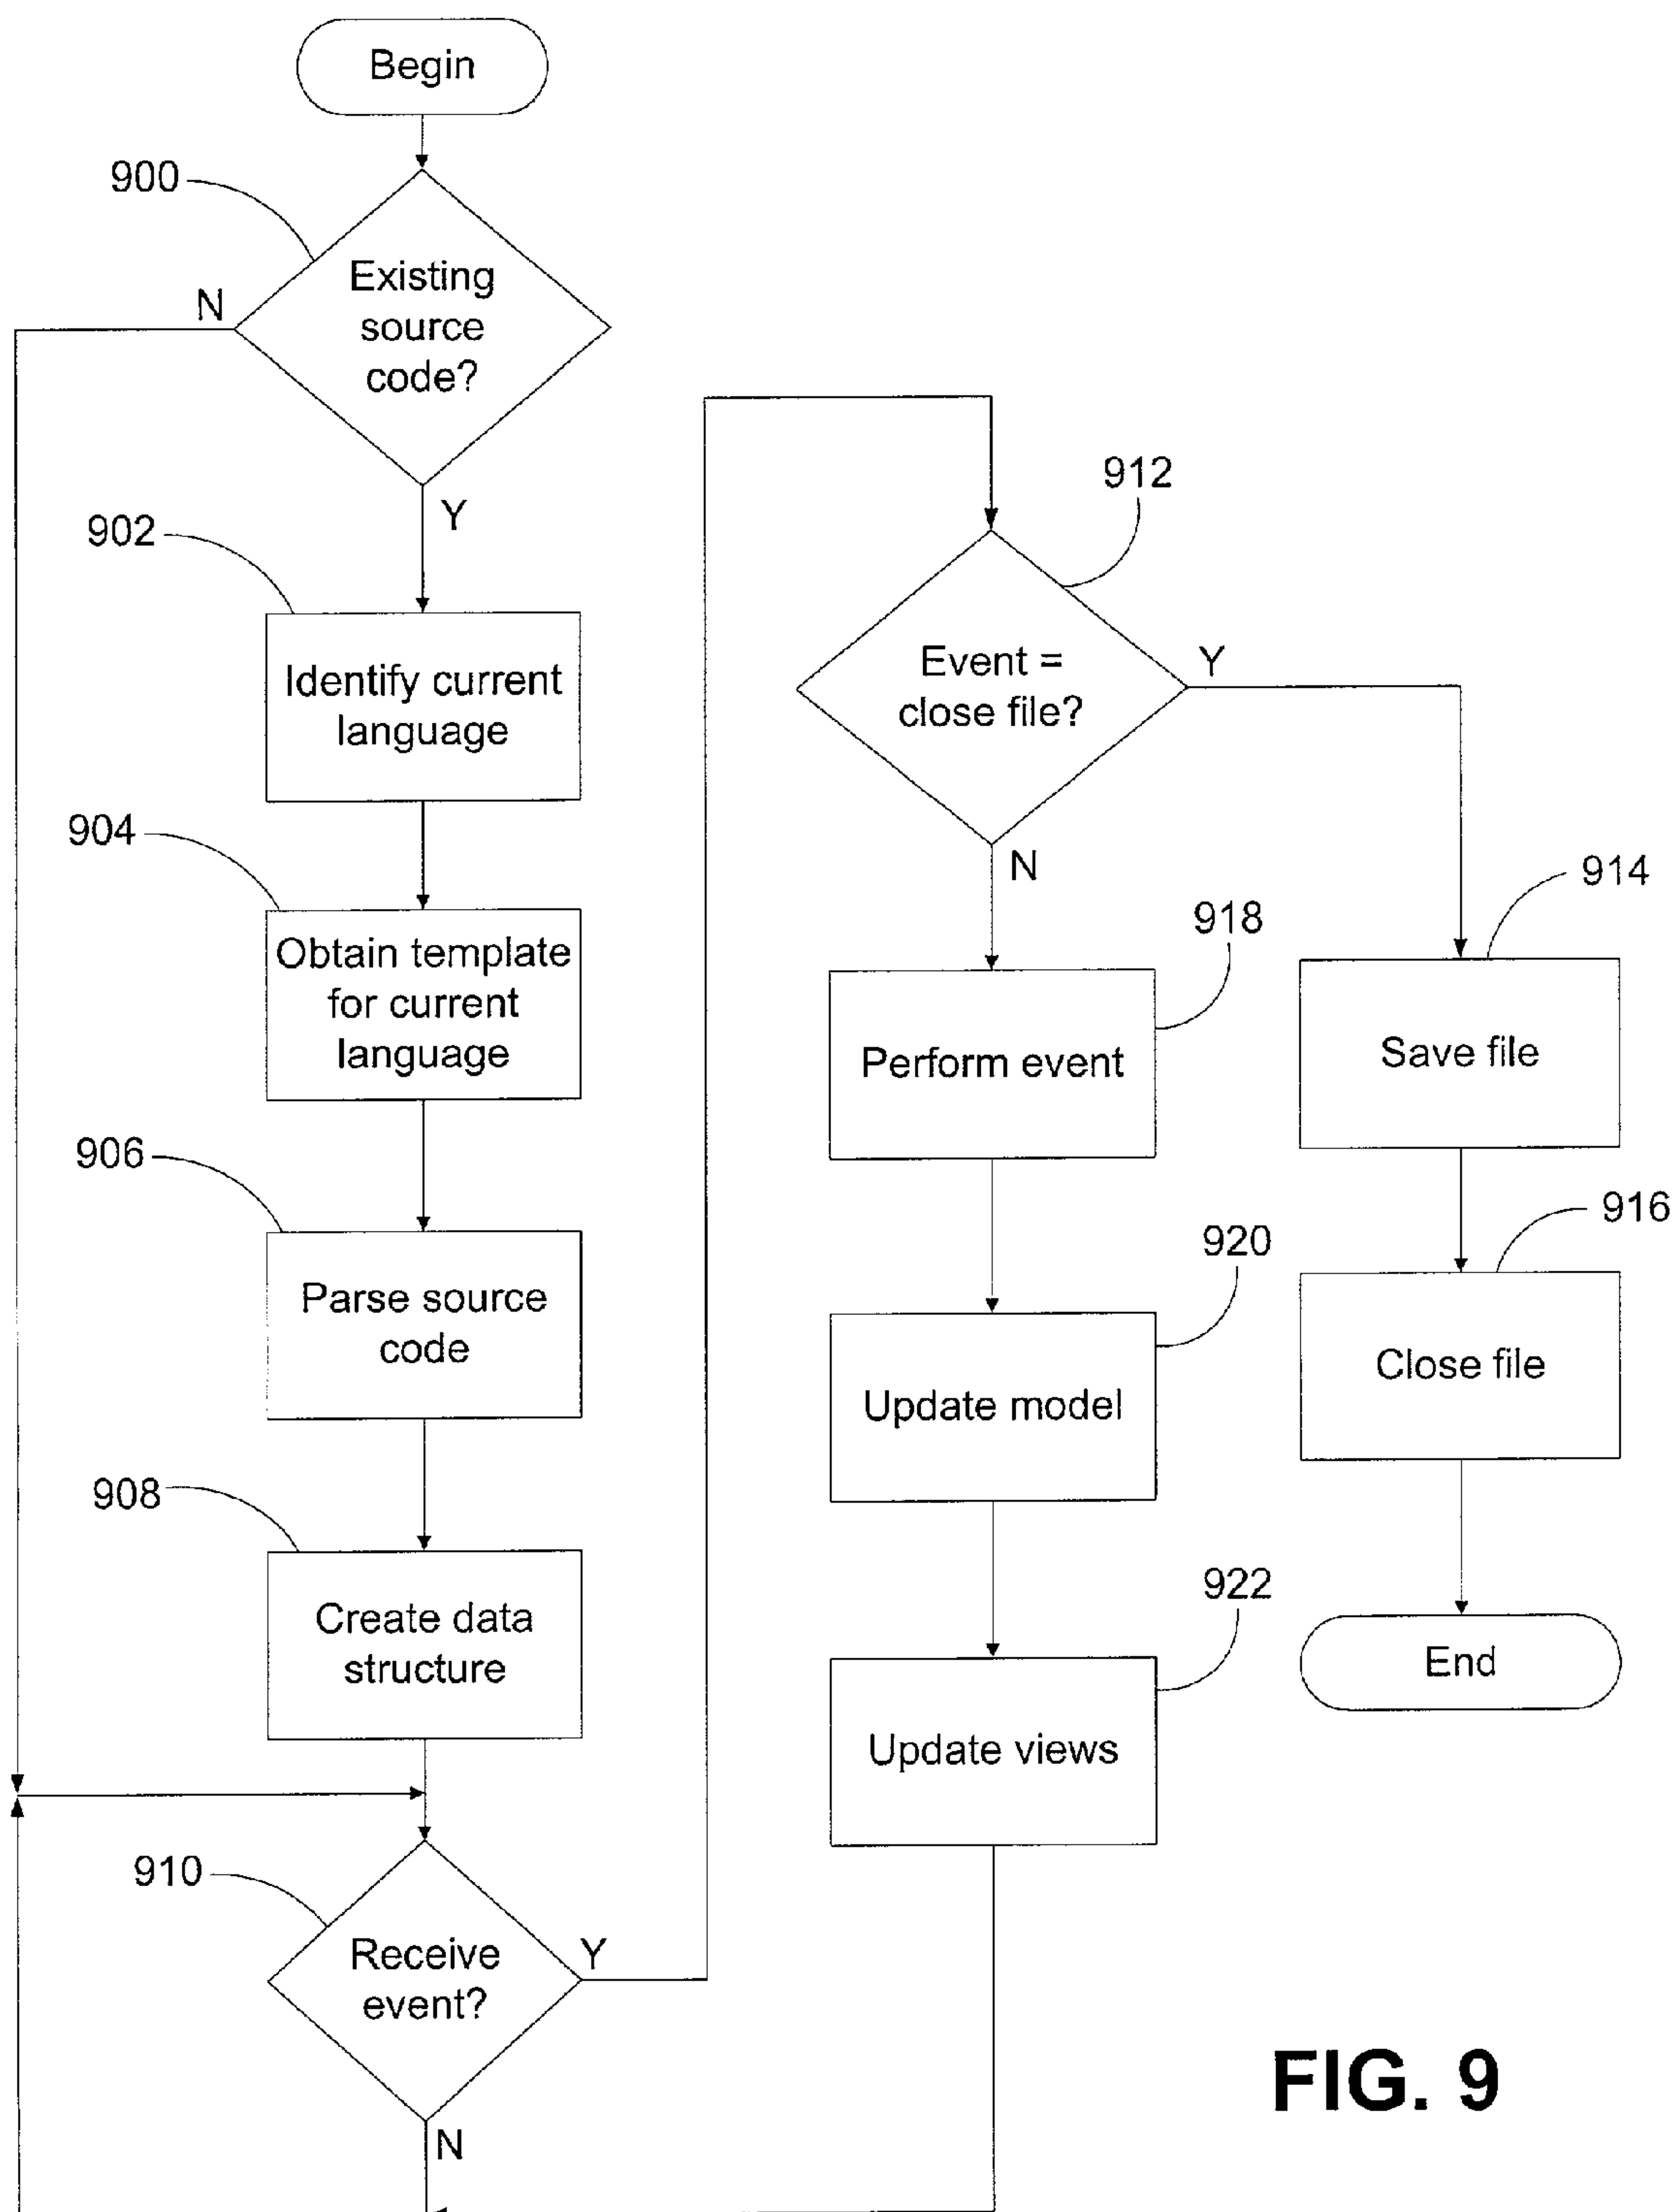 Begin
900
Existing
source
code?
N
Y
902
Identify current
language
904
Obtain template
for current
language
906
Parse source
code
908
Create data
structure
910
Receive
event?
Y
N
912
Event =
close file?
Y
N
914
Save file
916
Close file
End
918
Perform event
920
Update model
922
Update views
FIG. 9